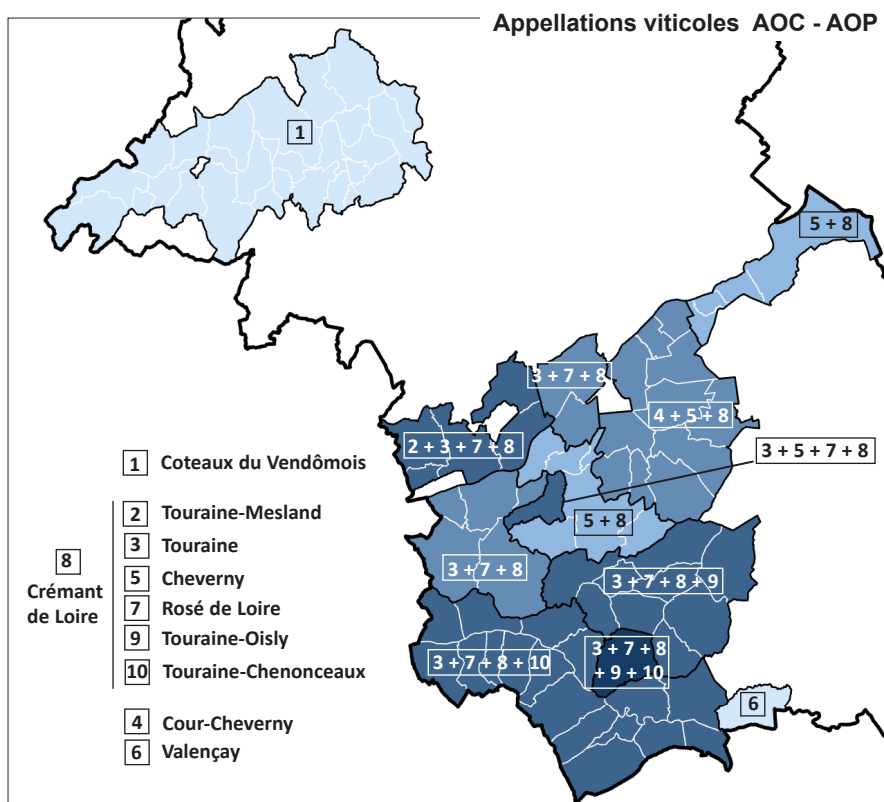 Appellations viticoles AOC - AOP
1
5 + 8
3 + 7 + 8
4 + 5 + 8
2 + 3 + 7 + 8
3 + 5 + 7 + 8
5 + 8
3 + 7 + 8
3 + 7 + 8 + 9
3 + 7 + 8 + 10
3 + 7 + 8
+ 9 + 10
6
1 Coteaux du Vendômois
2 Touraine-Mesland
3 Touraine
5 Cheverny
7 Rosé de Loire
9 Touraine-Oisly
10 Touraine-Chenonceaux
8
Crémant
de Loire
4 Cour-Cheverny
6 Valençay